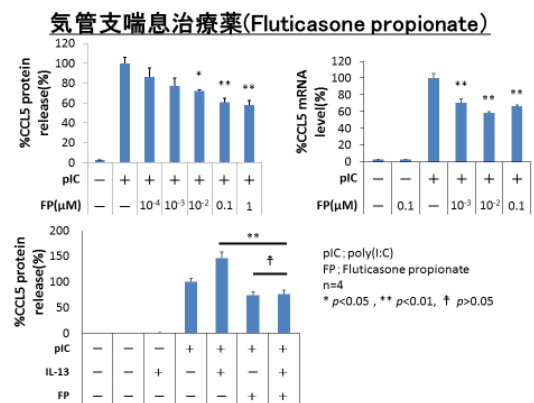 気管支喘息治療薬(Fluticasone propionate)
%CCL5 protein release(%)
120
100
80
60
40
20
0
* ** **
pIC − + + + + + +
FP(μM) − − 10-4 10-3 10-2 0.1 1
%CCL5 mRNA level(%)
120
100
80
60
40
20
0
** ** **
pIC − − + + + +
FP(μM) − 0.1 − 10-3 10-2 0.1
%CCL5 protein release(%)
200
150
100
50
0
**
☨
pIC − − − + + + +
IL-13 − − + − + − +
FP − − − − − + +
pIC ; poly(I:C)
FP ; Fluticasone propionate
n=4
* p<0.05 , ** p<0.01, ☨ p>0.05